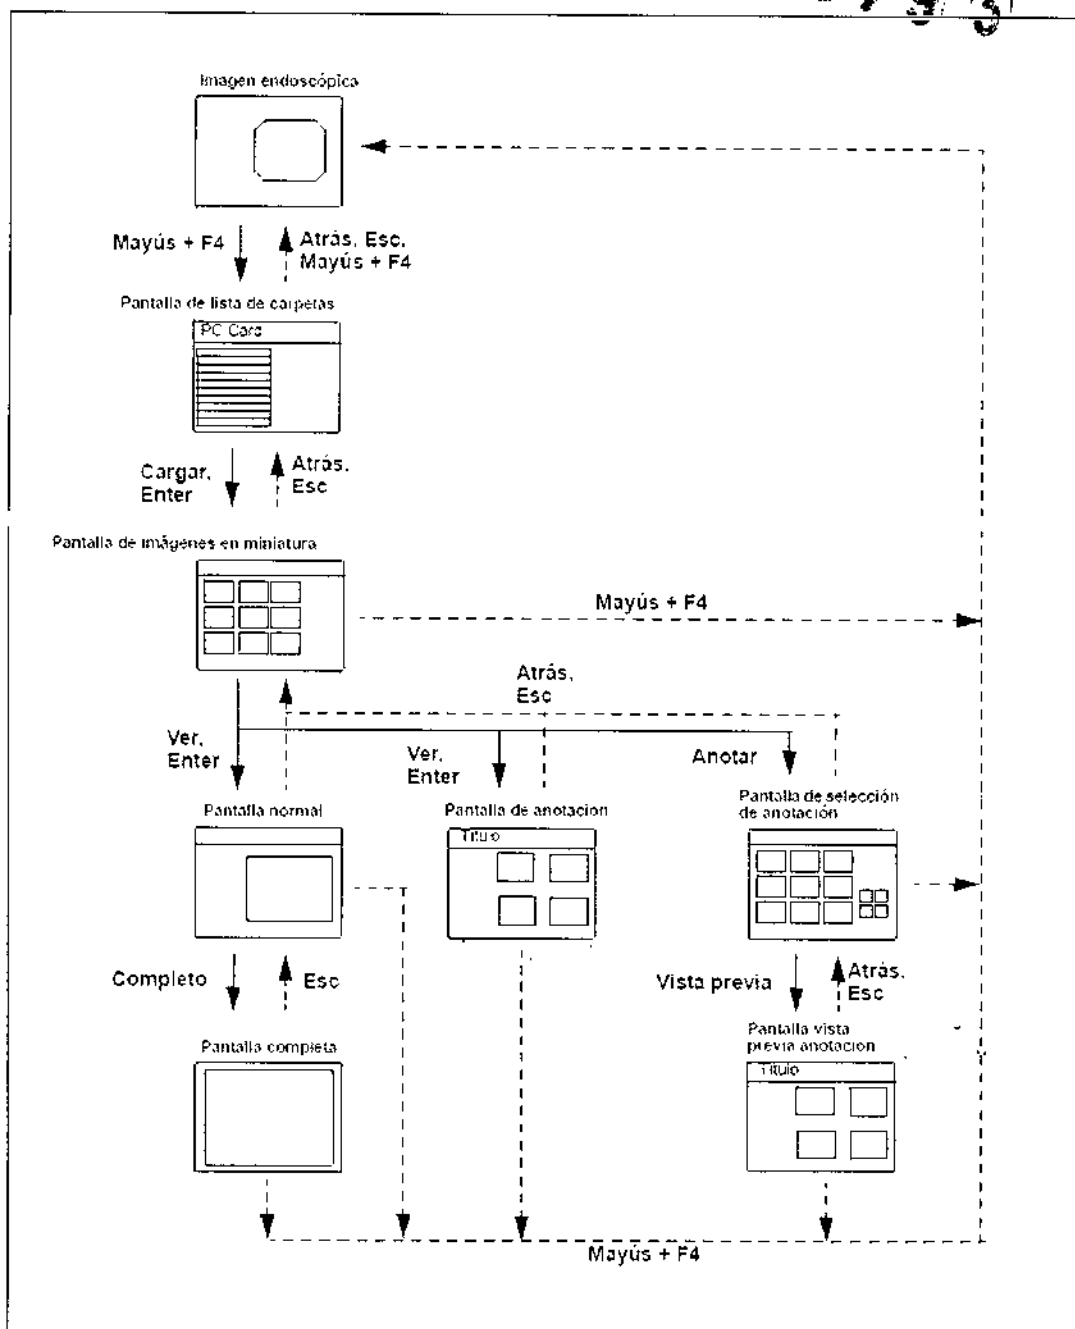 Imagen endoscópica
Mayús + F4
Atrás, Esc,
Mayús + F4
Pantalla de lista de carpetas
PC Card
Cargar,
Enter
Atrás,
Esc
Pantalla de imágenes en miniatura
Mayús + F4
Atrás,
Esc
Ver,
Enter
Ver,
Enter
Anotar
Pantalla normal
Pantalla de anotacion
Pantalla de selección
de anotación
Título
Completo
Esc
Vista previa
Atrás,
Esc
Pantalla completa
Pantalla vista
previa anotacion
Título
Mayús + F4